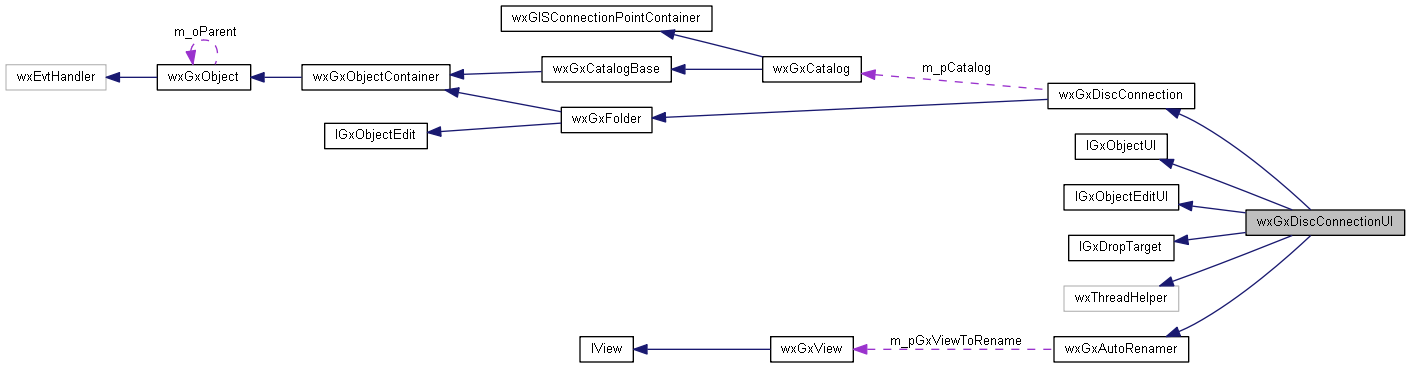 wxGISConnectionPointContainer
m_oParent
wxEvtHandler
wxGxObject
wxGxObjectContainer
wxGxCatalogBase
wxGxCatalog
m_pCatalog
wxGxDiscConnection
wxGxFolder
IGxObjectEdit
IGxObjectUI
IGxObjectEditUI
wxGxDiscConnectionUI
IGxDropTarget
wxThreadHelper
IView
wxGxView
m_pGxViewToRename
wxGxAutoRenamer